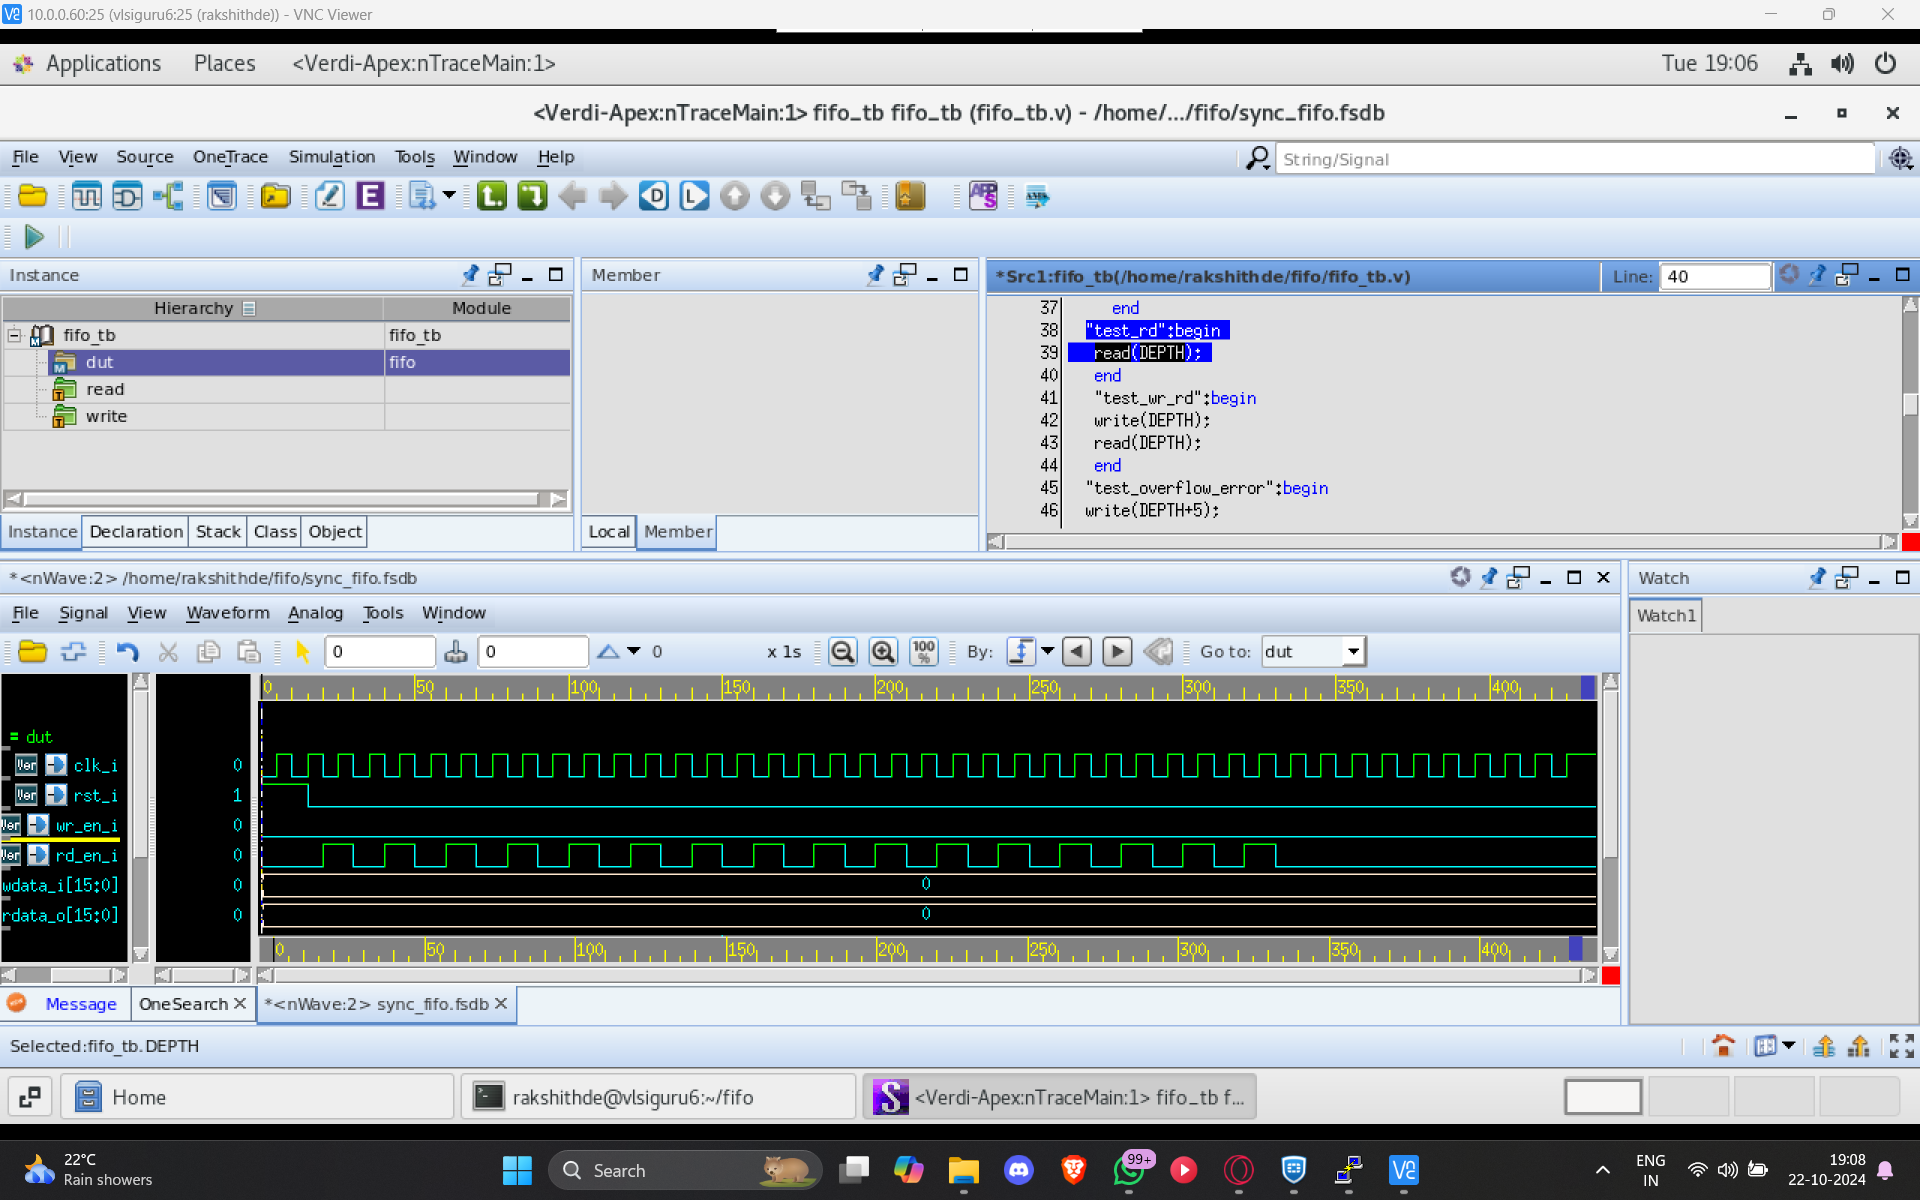 10.0.0.60:25 (vlsiguru6:25 (rakshithde)) - VNC Viewer
Applications Places <Verdi-Apex:nTraceMain:1> Tue 19:06
<Verdi-Apex:nTraceMain:1> fifo_tb fifo_tb (fifo_tb.v) - /home/.../fifo/sync_fifo.fsdb
File View Source OneTrace Simulation Tools Window Help String/Signal
Instance
Hierarchy Module
fifo_tb fifo_tb
dut fifo
read
write
Instance Declaration Stack Class Object
Member
Local Member
*Src1:fifo_tb(/home/rakshithde/fifo/fifo_tb.v) Line: 40
37 end
38 "test_rd":begin
39 read(DEPTH);
40 end
41 "test_wr_rd":begin
42 write(DEPTH);
43 read(DEPTH);
44 end
45 "test_overflow_error":begin
46 write(DEPTH+5);
*<nWave:2> /home/rakshithde/fifo/sync_fifo.fsdb
File Signal View Waveform Analog Tools Window
0 0 0 x 1s 100 % By: Go to: dut
0 50 100 150 200 250 300 350 400
= dut
Ver clk_i 0
Ver rst_i 1
Ver wr_en_i 0
Ver rd_en_i 0
wdata_i[15:0] 0 0
rdata_o[15:0] 0 0
0 50 100 150 200 250 300 350 400
Watch
Watch1
Message OneSearch *<nWave:2> sync_fifo.fsdb
Selected:fifo_tb.DEPTH
Home rakshithde@vlsiguru6:~/fifo <Verdi-Apex:nTraceMain:1> fifo_tb f...
22°C
Rain showers
Search
99+
ENG
IN
19:08
22-10-2024